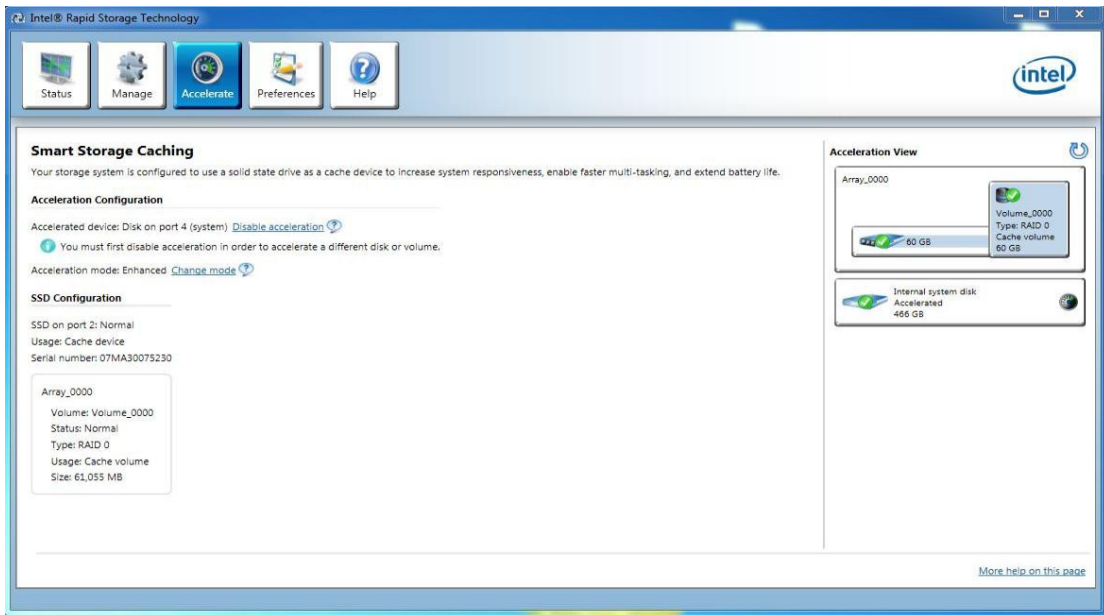 Intel® Rapid Storage Technology
Status
Manage
Accelerate
Preferences
Help
intel
Smart Storage Caching
Your storage system is configured to use a solid state drive as a cache device to increase system responsiveness, enable faster multi-tasking, and extend battery life.
Acceleration Configuration
Accelerated device: Disk on port 4 (system) Disable acceleration ?
You must first disable acceleration in order to accelerate a different disk or volume.
Acceleration mode: Enhanced Change mode ?
SSD Configuration
SSD on port 2: Normal
Usage: Cache device
Serial number: 07MA30075230
Array_0000
Volume: Volume_0000
Status: Normal
Type: RAID 0
Usage: Cache volume
Size: 61,055 MB
Acceleration View
Array_0000
60 GB
Volume_0000
Type: RAID 0
Cache volume
60 GB
Internal system disk
Accelerated
466 GB
More help on this page